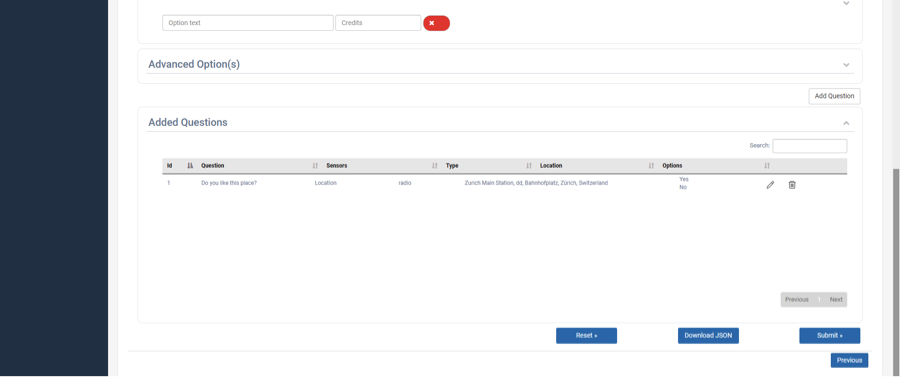 Option text Credits
Advanced Option(s)
Add Question
Added Questions
Search:
Id Question Sensors Type Location Options
1 Do you like this place? Location radio Zurich Main Station, dd, Bahnhofplatz, Zürich, Switzerland Yes
No
Previous 1 Next
Reset » Download JSON Submit »
Previous